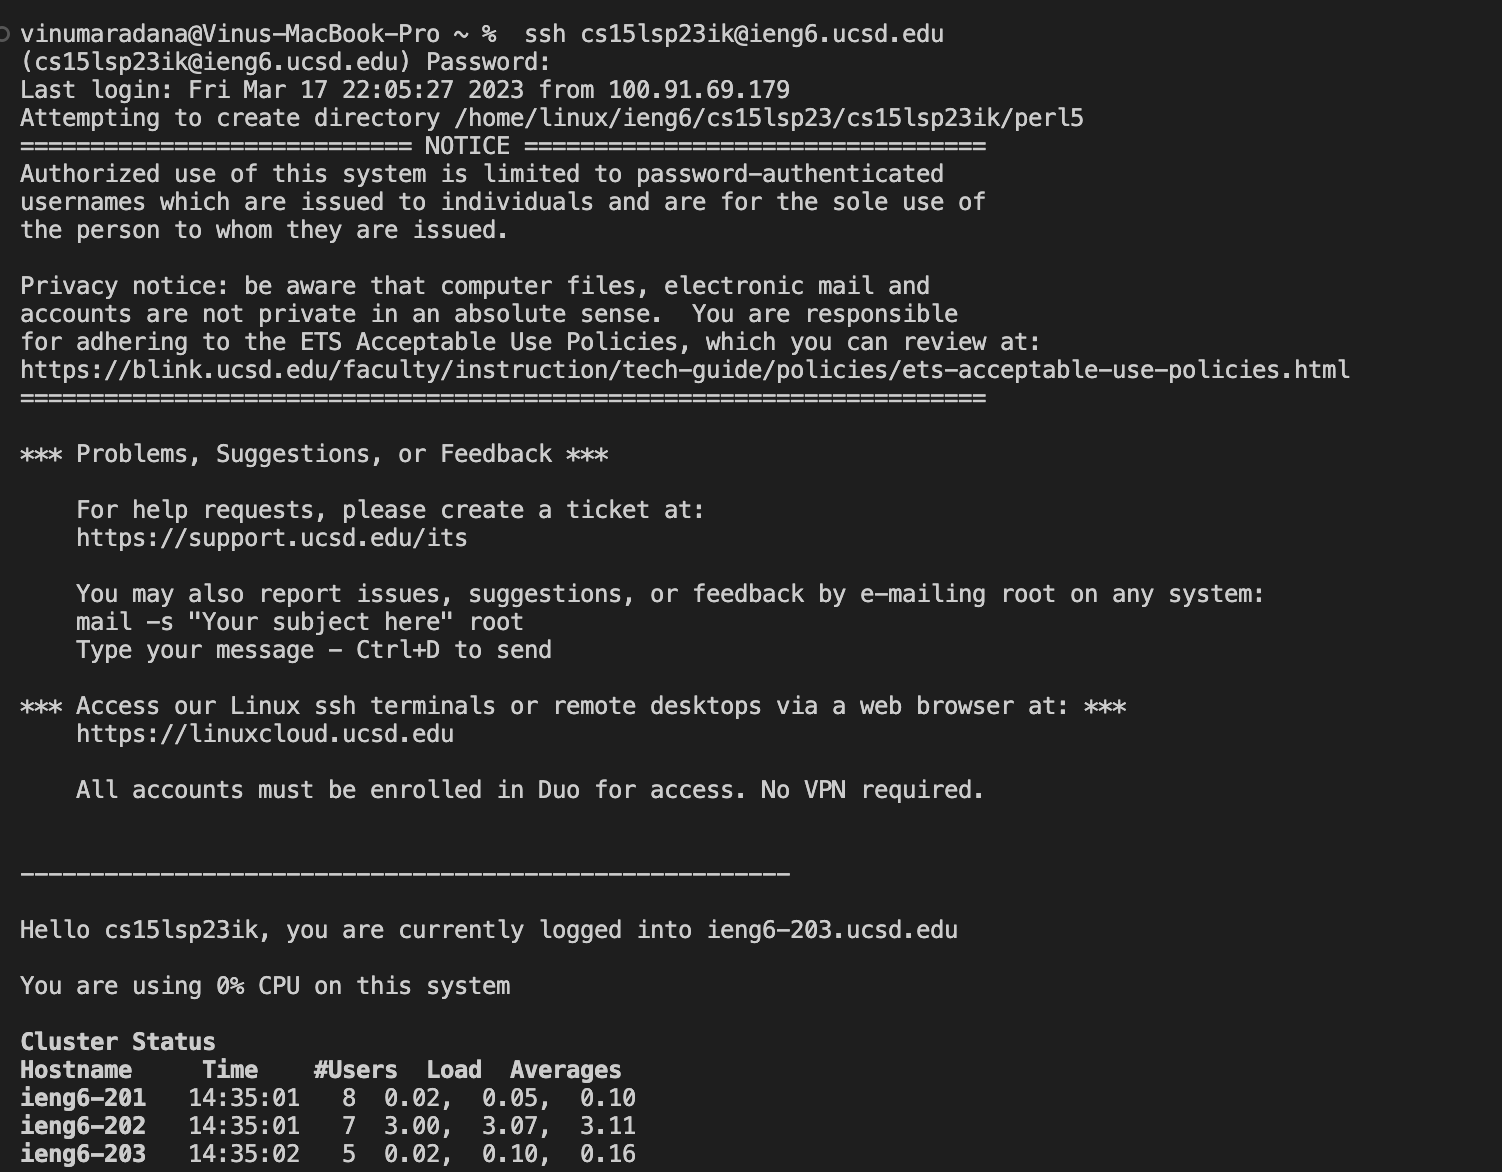 vinumaradana@Vinus-MacBook-Pro ~ %  ssh cs15lsp23ik@ieng6.ucsd.edu
(cs15lsp23ik@ieng6.ucsd.edu) Password:
Last login: Fri Mar 17 22:05:27 2023 from 100.91.69.179
Attempting to create directory /home/linux/ieng6/cs15lsp23/cs15lsp23ik/perl5
============================ NOTICE =================================
Authorized use of this system is limited to password-authenticated
usernames which are issued to individuals and are for the sole use of
the person to whom they are issued.

Privacy notice: be aware that computer files, electronic mail and
accounts are not private in an absolute sense.  You are responsible
for adhering to the ETS Acceptable Use Policies, which you can review at:
https://blink.ucsd.edu/faculty/instruction/tech-guide/policies/ets-acceptable-use-policies.html
=====================================================================

*** Problems, Suggestions, or Feedback ***

    For help requests, please create a ticket at:
    https://support.ucsd.edu/its

    You may also report issues, suggestions, or feedback by e-mailing root on any system:
    mail -s "Your subject here" root
    Type your message - Ctrl+D to send

*** Access our Linux ssh terminals or remote desktops via a web browser at: ***
    https://linuxcloud.ucsd.edu

    All accounts must be enrolled in Duo for access. No VPN required.


-------------------------------------------------------

Hello cs15lsp23ik, you are currently logged into ieng6-203.ucsd.edu

You are using 0% CPU on this system

Cluster Status
Hostname     Time    #Users  Load  Averages
ieng6-201   14:35:01   8  0.02,  0.05,  0.10
ieng6-202   14:35:01   7  3.00,  3.07,  3.11
ieng6-203   14:35:02   5  0.02,  0.10,  0.16